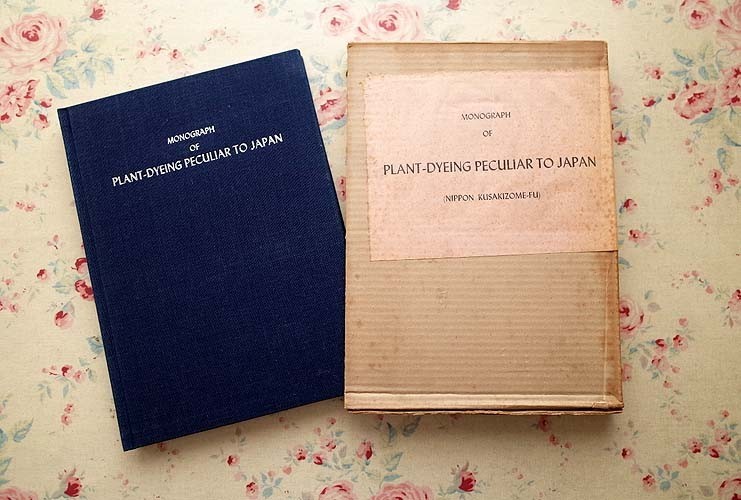 MONOGRAPH
OF
PLANT-DYEING PECULIAR TO JAPAN
MONOGRAPH
OF
PLANT-DYEING PECULIAR TO JAPAN
(NIPPON KUSAKIZOME-FU)